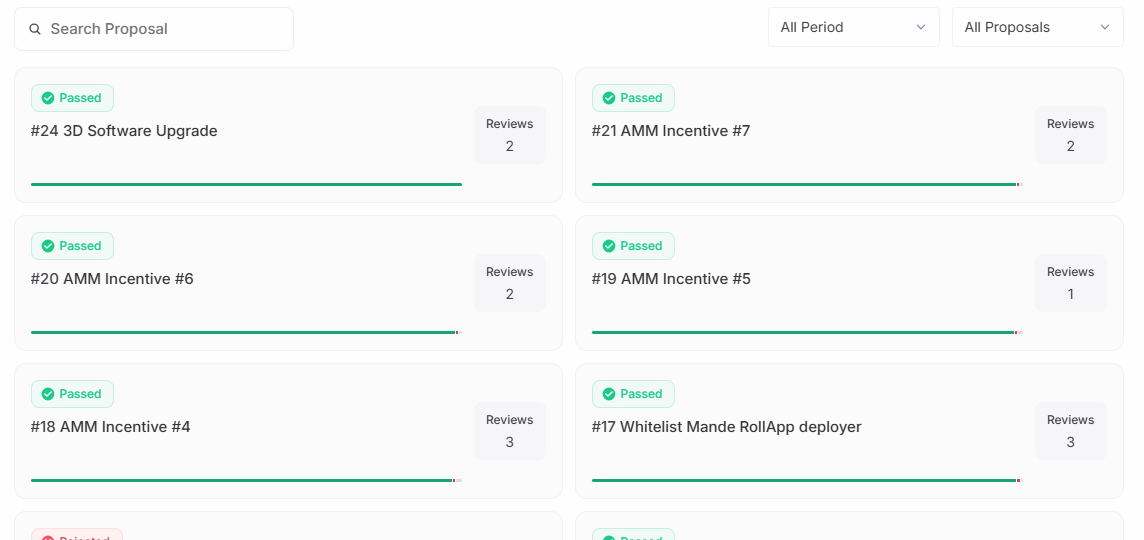 Search Proposal
All Period
All Proposals
Passed
#24 3D Software Upgrade
Reviews
2
Passed
#21 AMM Incentive #7
Reviews
2
Passed
#20 AMM Incentive #6
Reviews
2
Passed
#19 AMM Incentive #5
Reviews
1
Passed
#18 AMM Incentive #4
Reviews
3
Passed
#17 Whitelist Mande RollApp deployer
Reviews
3
Rejected
Passed